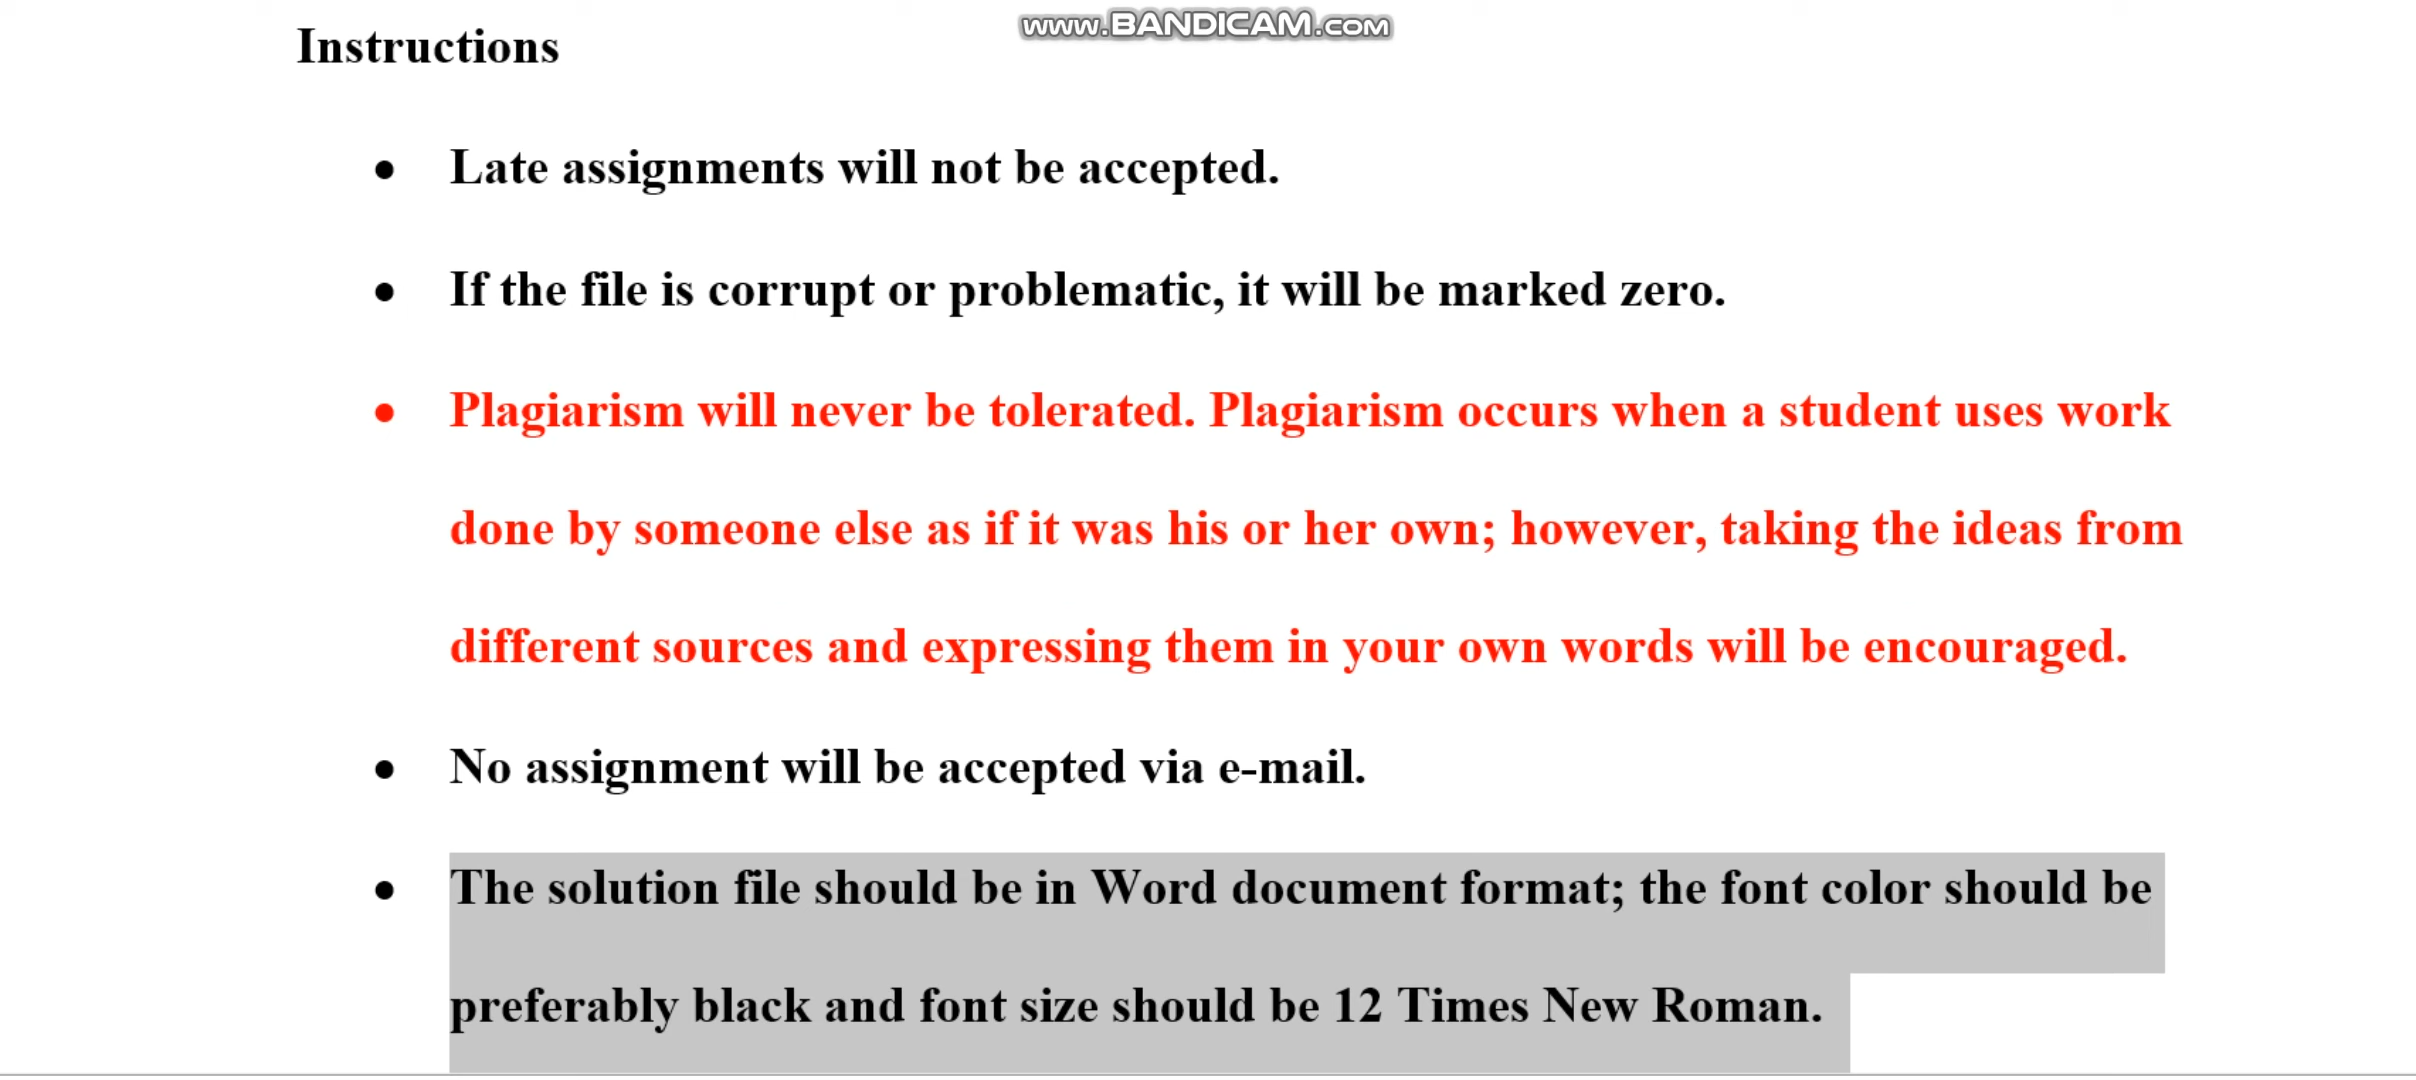 www.BANDICAM.com
Instructions
• Late assignments will not be accepted.
• If the file is corrupt or problematic, it will be marked zero.
• Plagiarism will never be tolerated. Plagiarism occurs when a student uses work
done by someone else as if it was his or her own; however, taking the ideas from
different sources and expressing them in your own words will be encouraged.
• No assignment will be accepted via e-mail.
• The solution file should be in Word document format; the font color should be
preferably black and font size should be 12 Times New Roman.